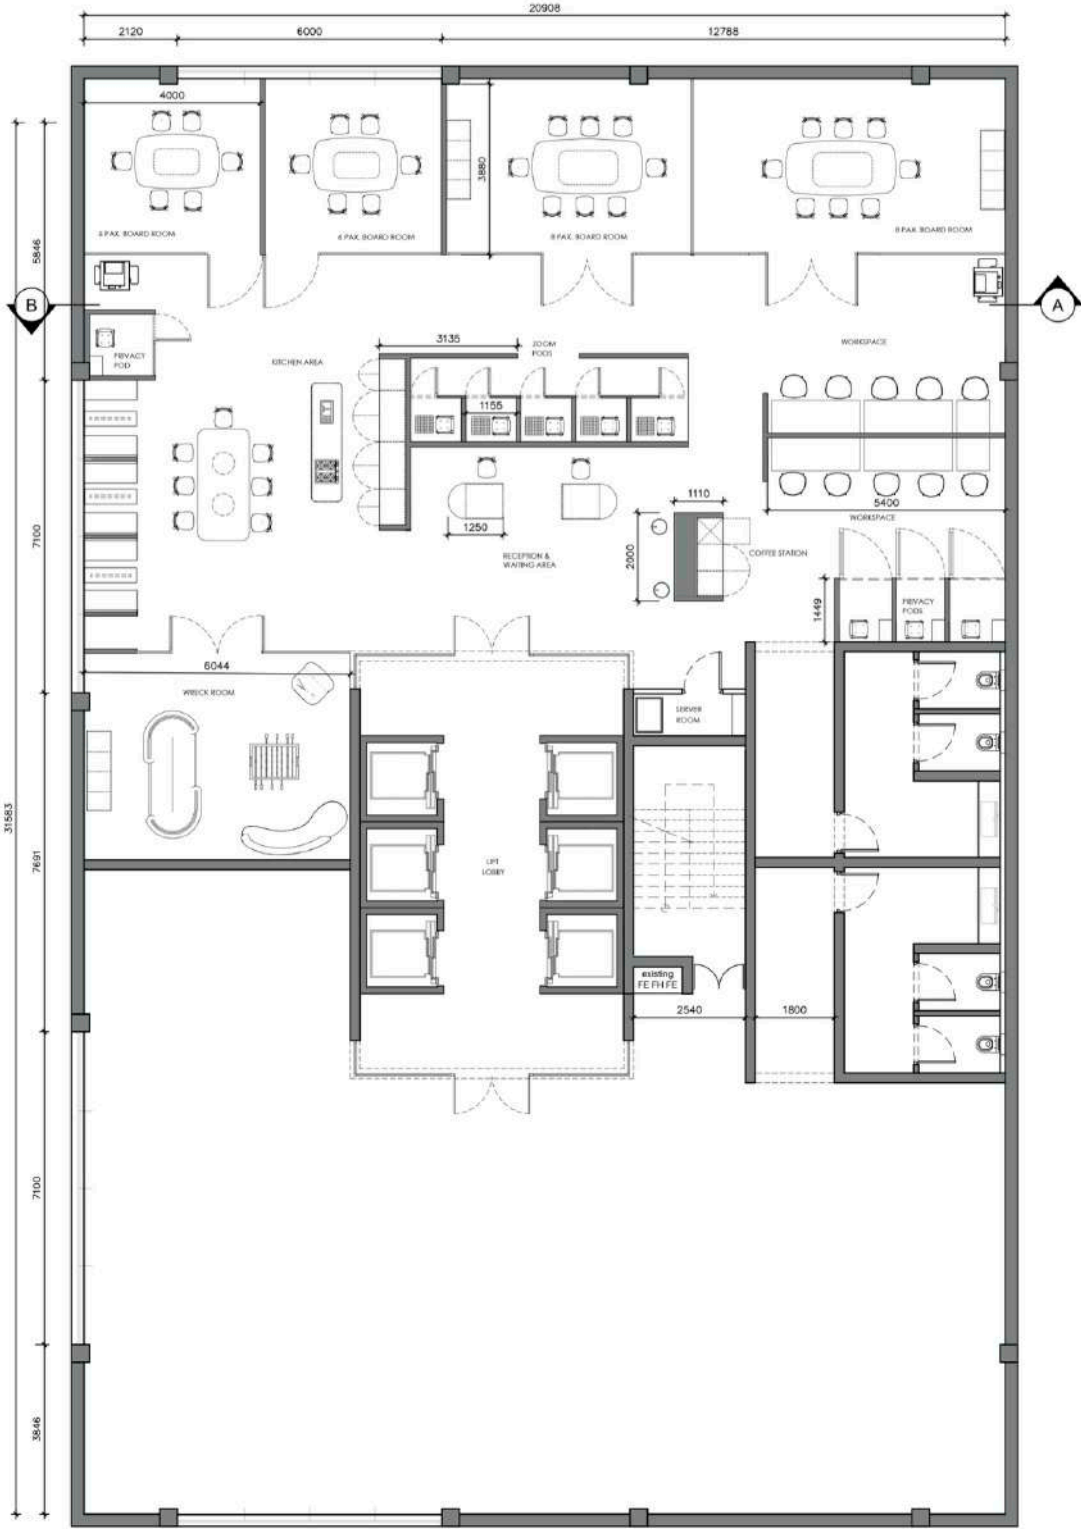 20908
2120
6000
12788
4000
3880
6 PAX. BOARD ROOM
6 PAX. BOARD ROOM
8 PAX. BOARD ROOM
8 PAX. BOARD ROOM
5846
B
A
PRIVACY
POD
KITCHEN AREA
3135
ZOOM
PODS
WORKSPACE
1155
7100
1250
RECEPTION &
WAITING AREA
1110
2000
COFFEE STATION
5400
WORKSPACE
1449
PRIVACY
PODS
6044
WRECK ROOM
SERVER
ROOM
31583
7691
LIFT
LOBBY
existing
FE FH FE
2540
1800
7100
3846